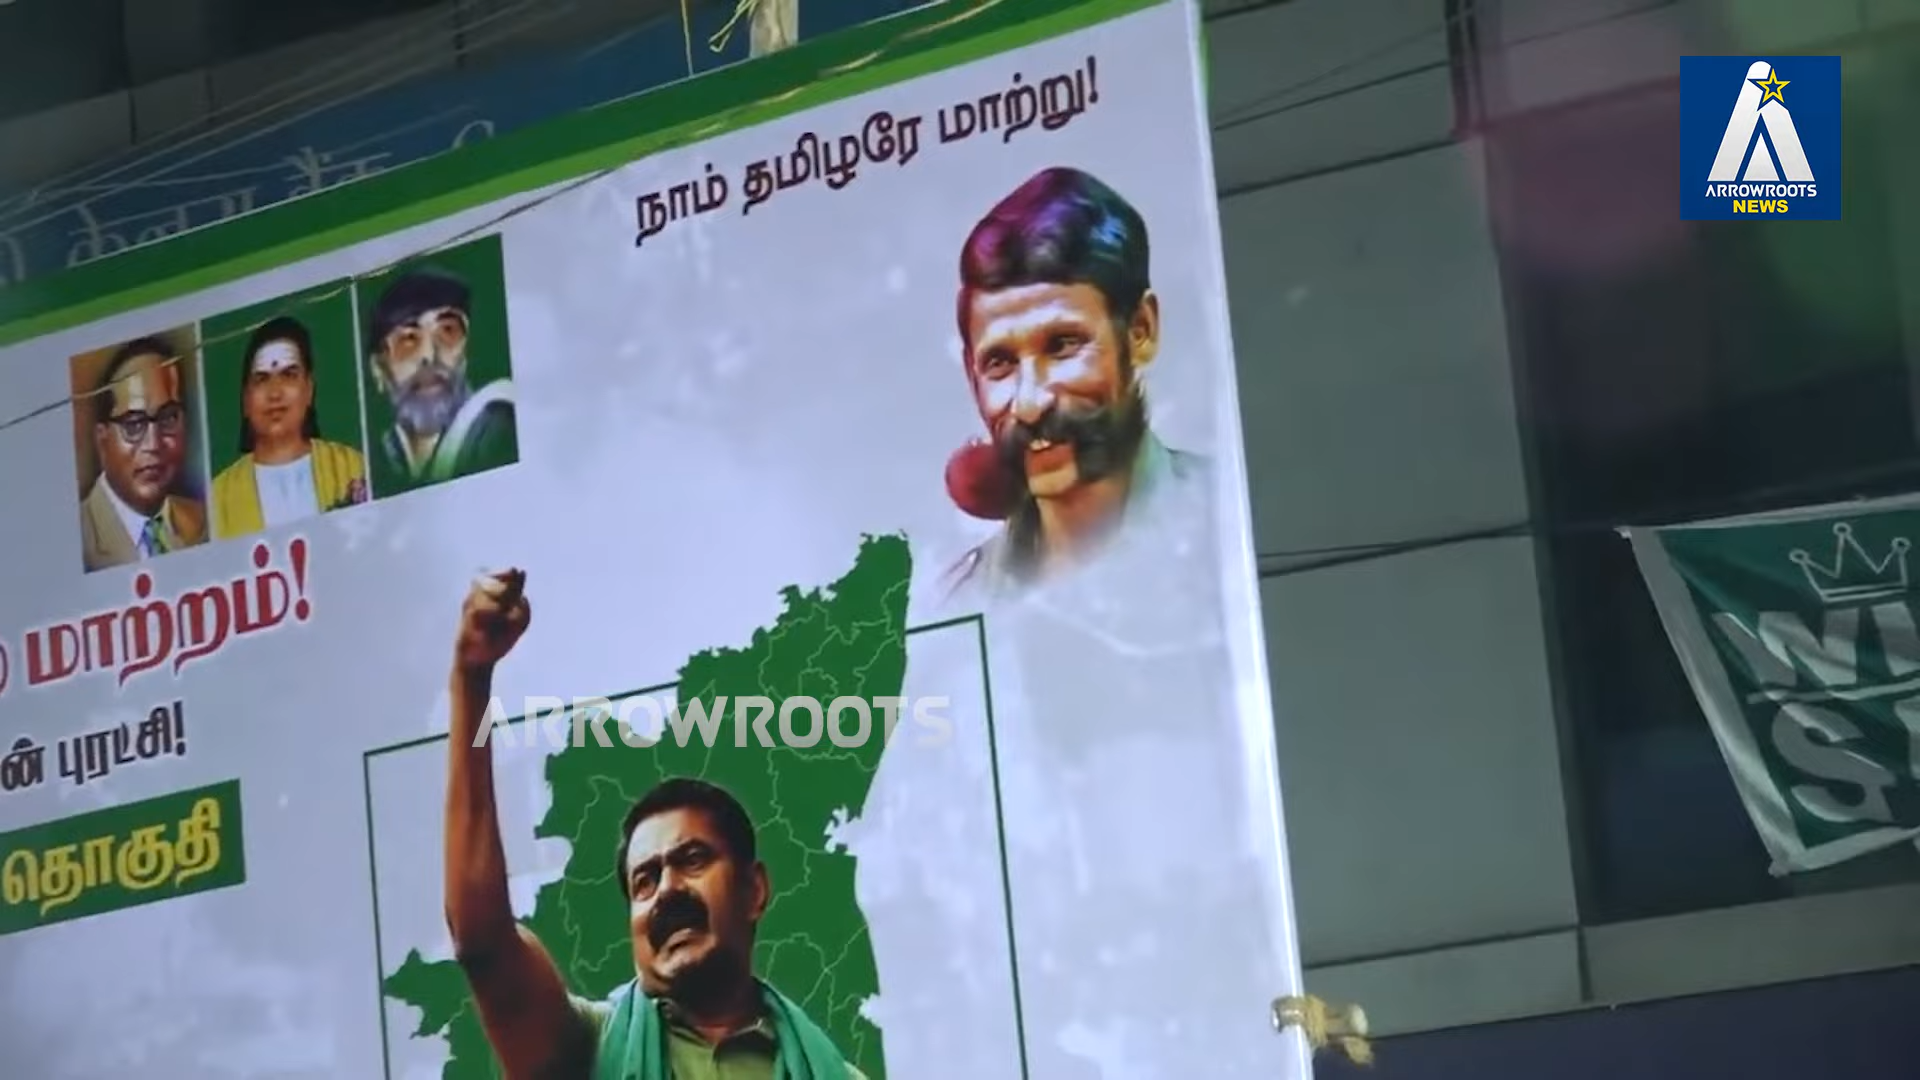 நாம் தமிழரே மாற்று!
ARROWROOTS
NEWS
மாற்றம்!
ன் புரட்சி!
ARROWROOTS
தொகுதி